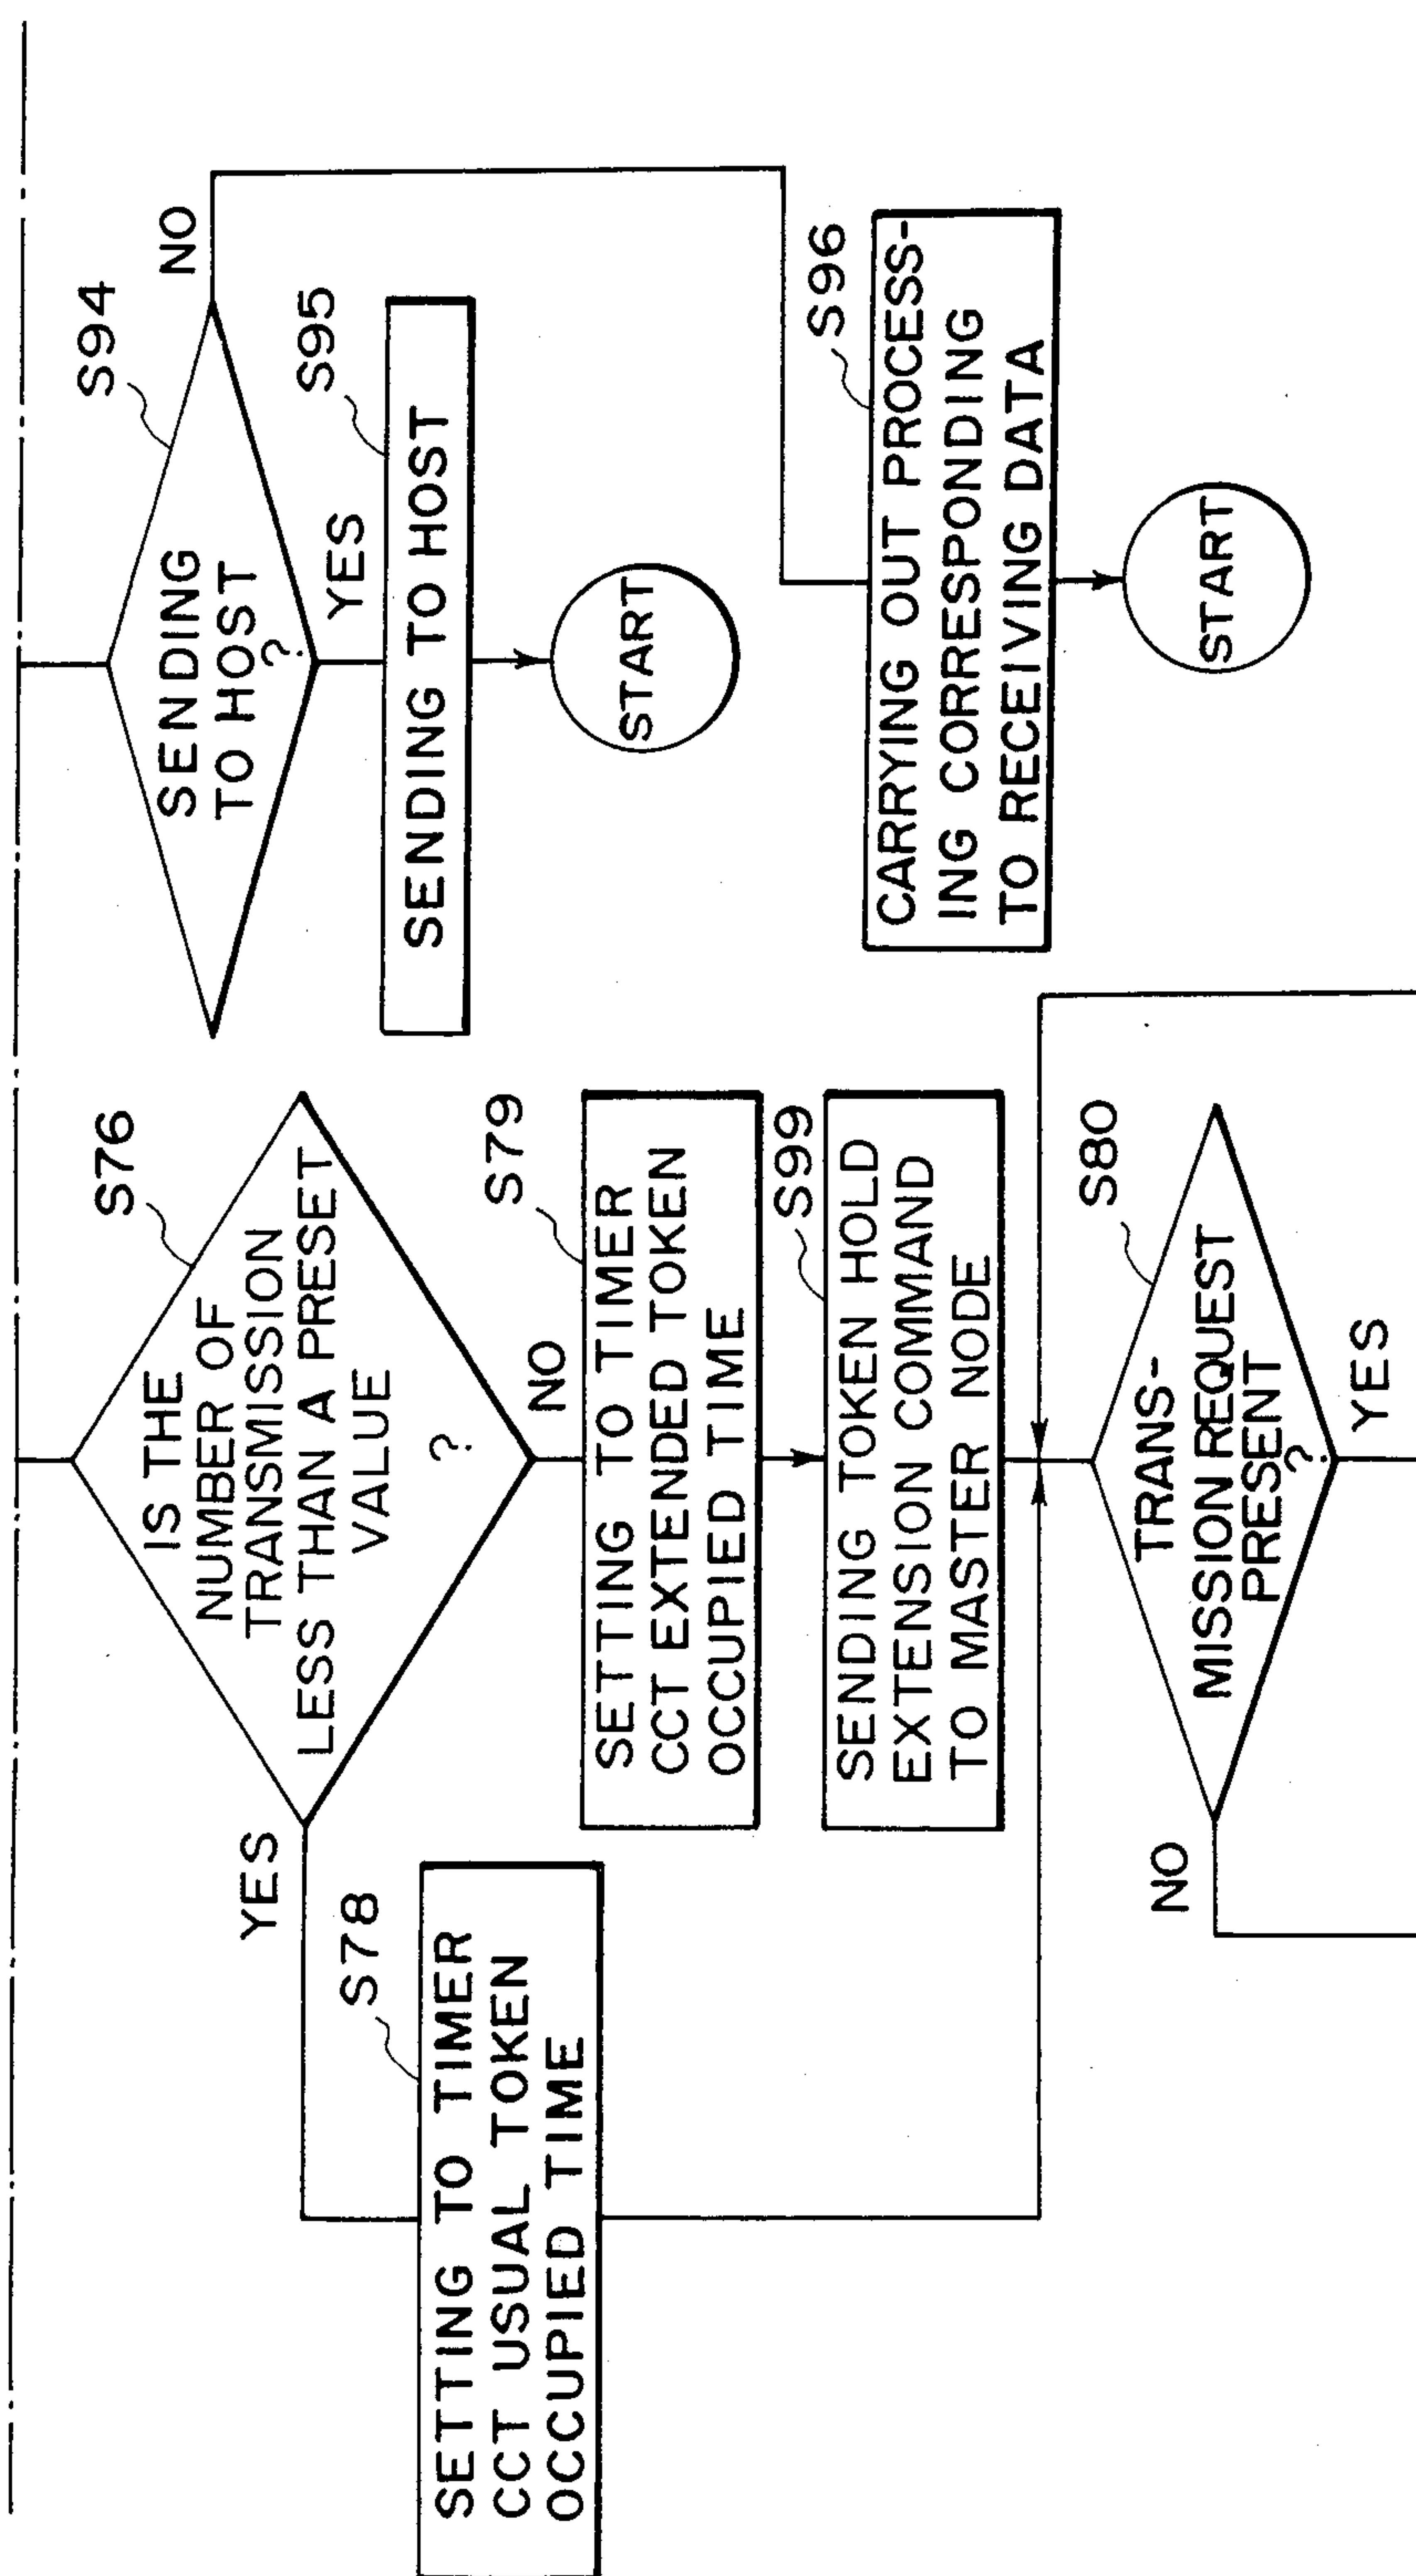 S76
IS THE
NUMBER OF
TRANSMISSION
LESS THAN A PRESET
VALUE
?
YES
NO
S78
SETTING TO TIMER
CCT USUAL TOKEN
OCCUPIED TIME
S79
SETTING TO TIMER
CCT EXTENDED TOKEN
OCCUPIED TIME
S99
SENDING TOKEN HOLD
EXTENSION COMMAND
TO MASTER NODE
S80
TRANS-
MISSION REQUEST
PRESENT
?
NO
YES
S94
SENDING
TO HOST
?
NO
YES
S95
SENDING TO HOST
START
S96
CARRYING OUT PROCESS-
ING CORRESPONDING
TO RECEIVING DATA
START